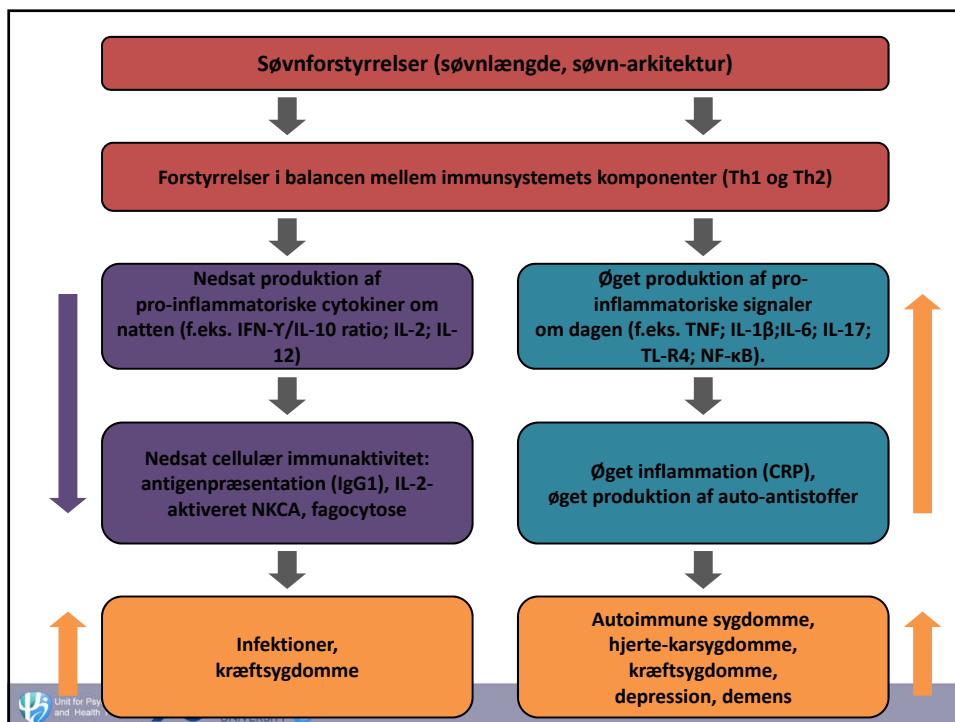 Søvnforstyrrelser (søvnlængde, søvn-arkitektur)
Forstyrrelser i balancen mellem immunsystemets komponenter (Th1 og Th2)
Nedsat produktion af
pro-inflammatoriske cytokiner om
natten (f.eks. IFN-ϒ/IL-10 ratio; IL-2; IL-
12)
Øget produktion af pro-
inflammatoriske signaler
om dagen (f.eks. TNF; IL-1β;IL-6; IL-17;
TL-R4; NF-κB).
Nedsat cellulær immunaktivitet:
antigenpræsentation (IgG1), IL-2-
aktiveret NKCA, fagocytose
Øget inflammation (CRP),
øget produktion af auto-antistoffer
Infektioner,
kræftsygdomme
Autoimmune sygdomme,
hjerte-karsygdomme,
kræftsygdomme,
depression, demens
Unit for
and Health